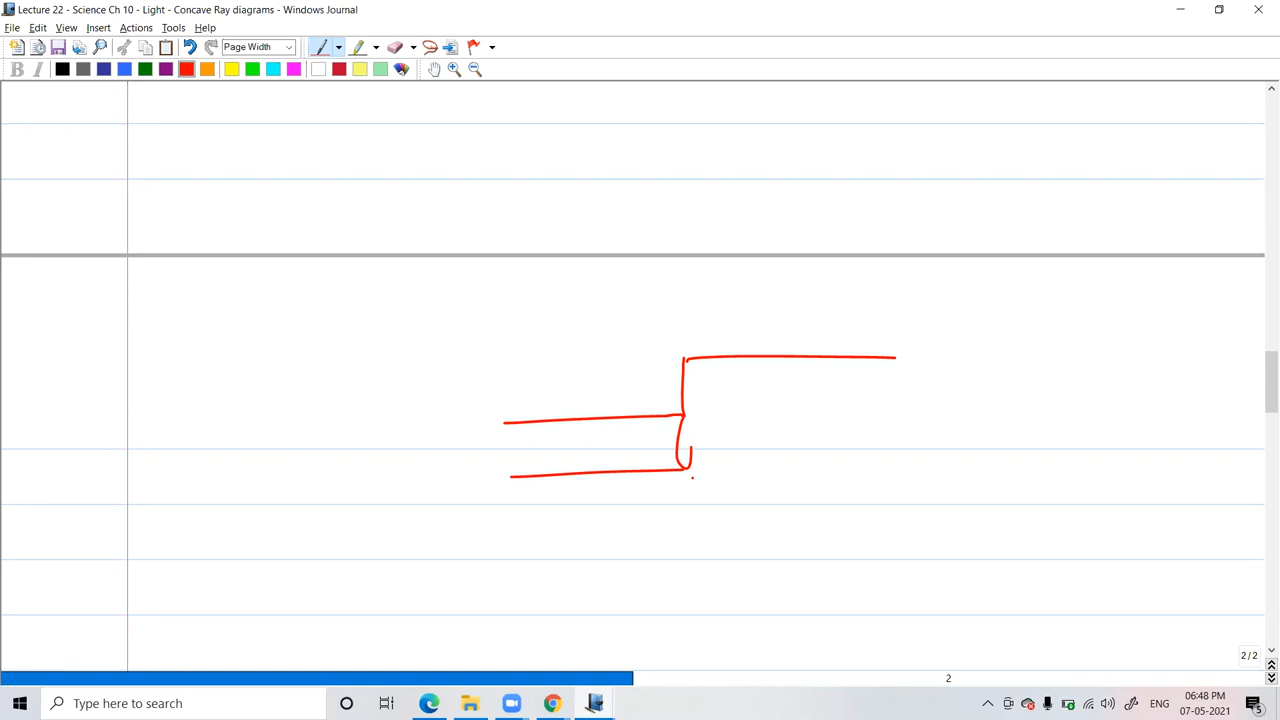 Lecture 22 - Science Ch 10 - Light - Concave Ray diagrams - Windows Journal
File Edit View Insert Actions Tools Help
Page Width
B I
2/2
2
Type here to search
ENG
06:48 PM
07-05-2021
5